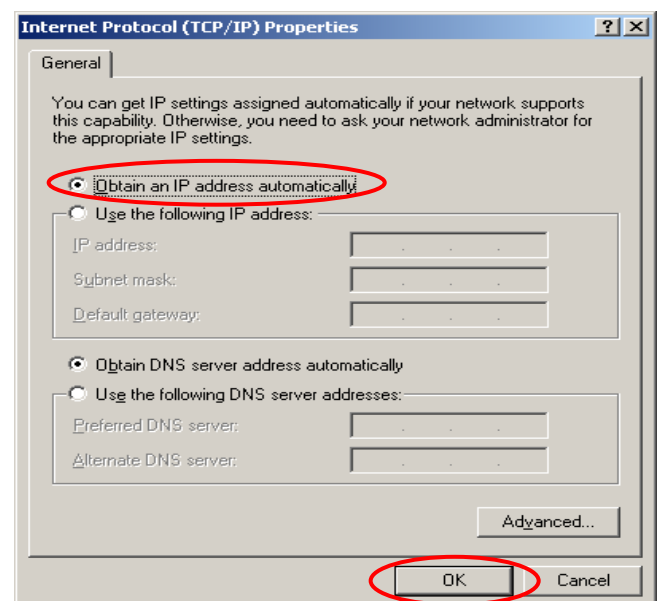 Internet Protocol (TCP/IP) Properties
General
You can get IP settings assigned automatically if your network supports
this capability. Otherwise, you need to ask your network administrator for
the appropriate IP settings.
Obtain an IP address automatically
Use the following IP address:
IP address:
Subnet mask:
Default gateway:
Obtain DNS server address automatically
Use the following DNS server addresses:
Preferred DNS server:
Alternate DNS server:
Advanced...
OK Cancel